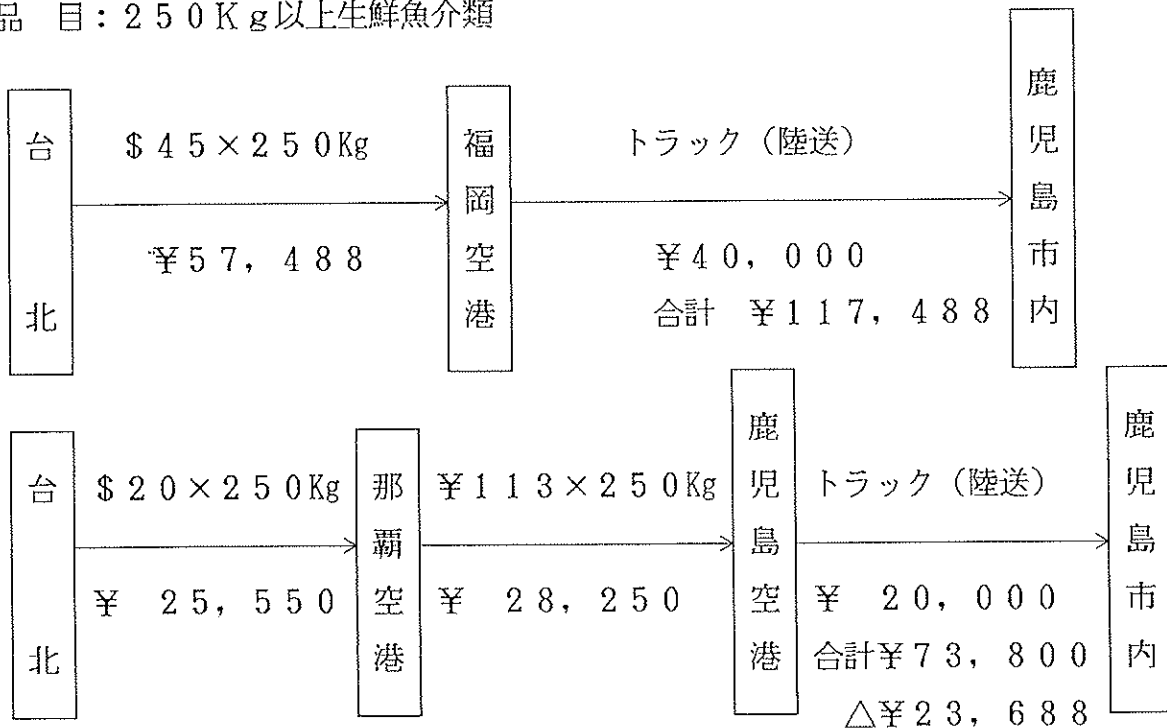 品 目：２５０Ｋｇ以上生鮮魚介類
台北
＄４５×２５０Kg
¥５７，４８８
福岡空港
トラック（陸送）
¥４０，０００
合計 ¥１１７，４８８
鹿児島市内
台北
＄２０×２５０Kg
¥ ２５，５５０
那覇空港
¥１１３×２５０Kg
¥ ２８，２５０
鹿児島空港
トラック（陸送）
¥ ２０，０００
合計¥７３，８００
△¥２３，６８８
鹿児島市内